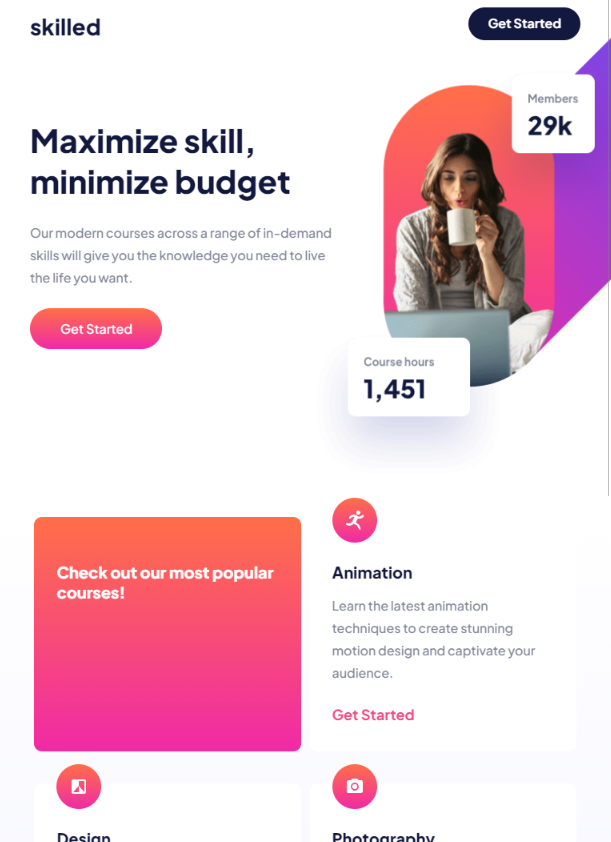 skilled
Get Started
Members
29k
Maximize skill,
minimize budget
Our modern courses across a range of in-demand
skills will give you the knowledge you need to live
the life you want.
Get Started
Course hours
1,451
Check out our most popular
courses!
Animation
Learn the latest animation
techniques to create stunning
motion design and captivate your
audience.
Get Started
Design
Photography